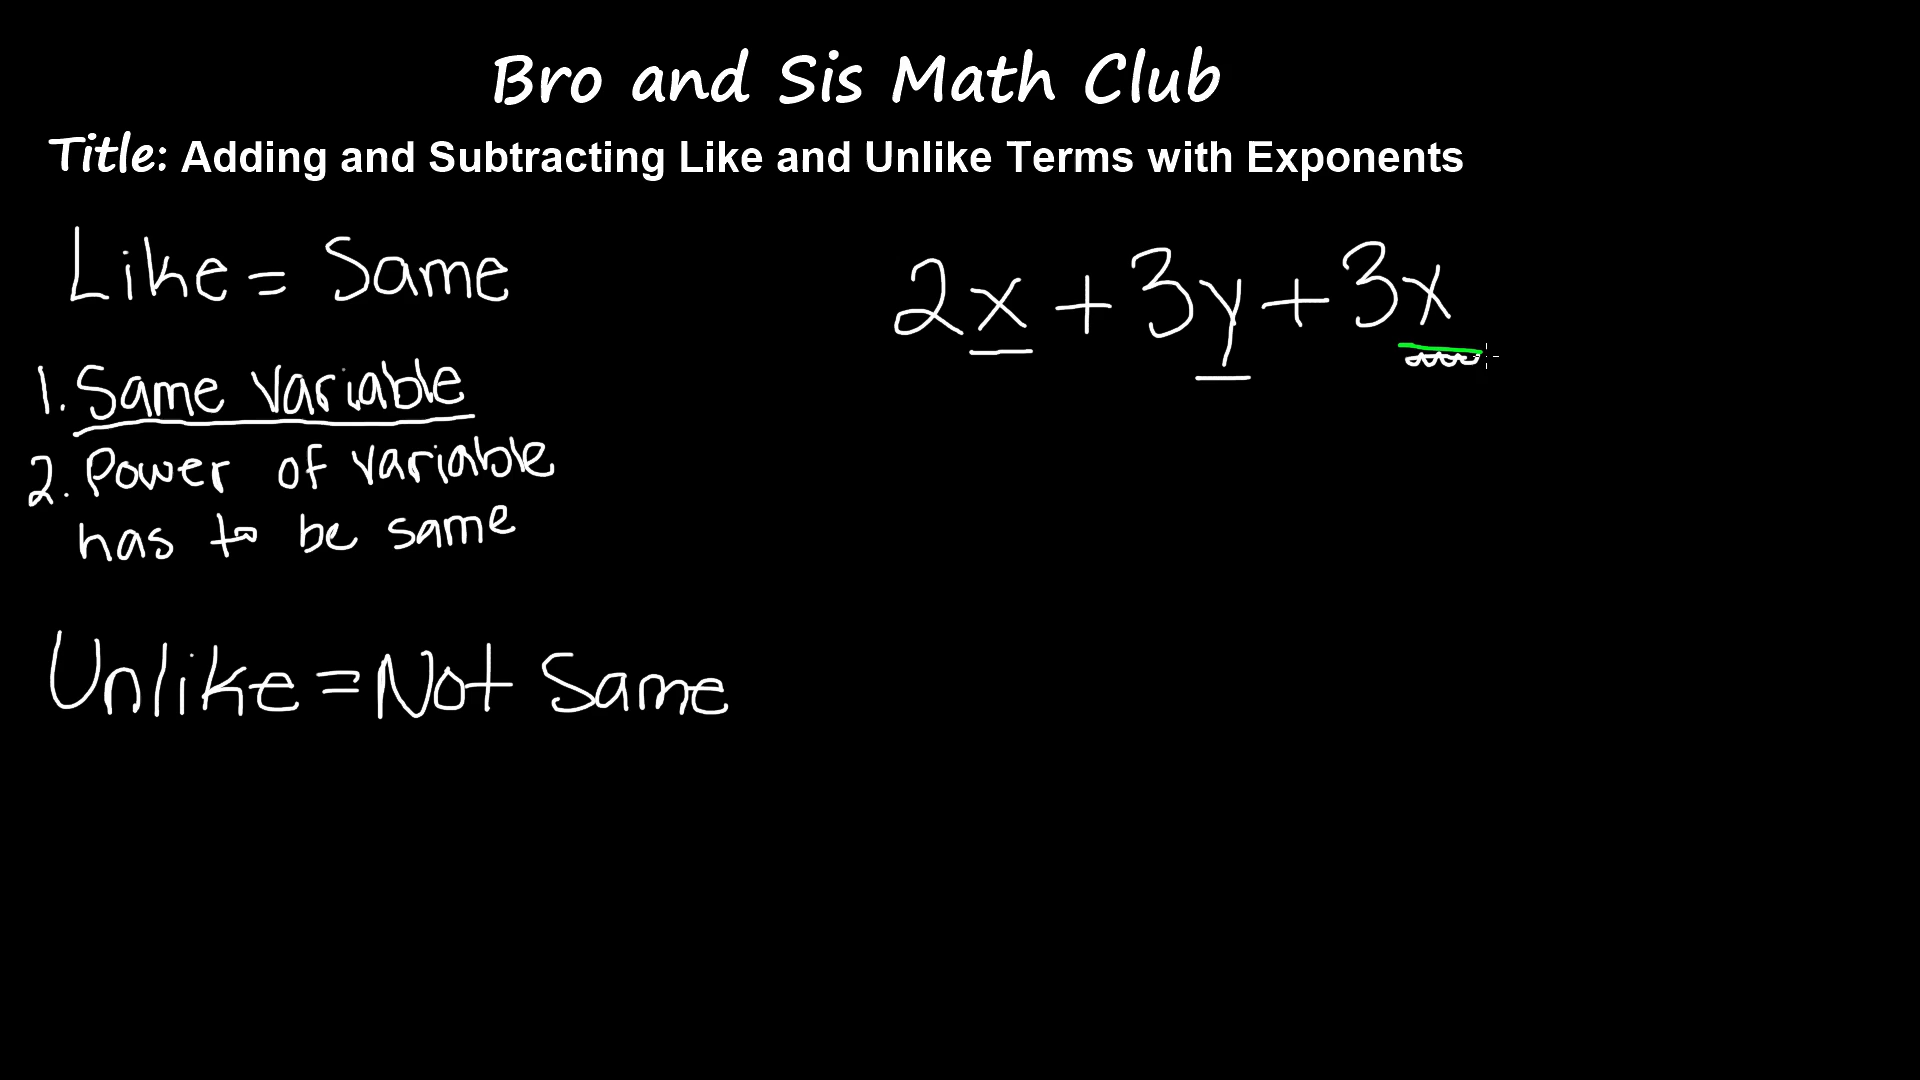 Bro and Sis Math Club
Title: Adding and Subtracting Like and Unlike Terms with Exponents
Like = Same
1. Same variable
2. Power of variable
has to be same
Unlike = Not Same
2x + 3y + 3x